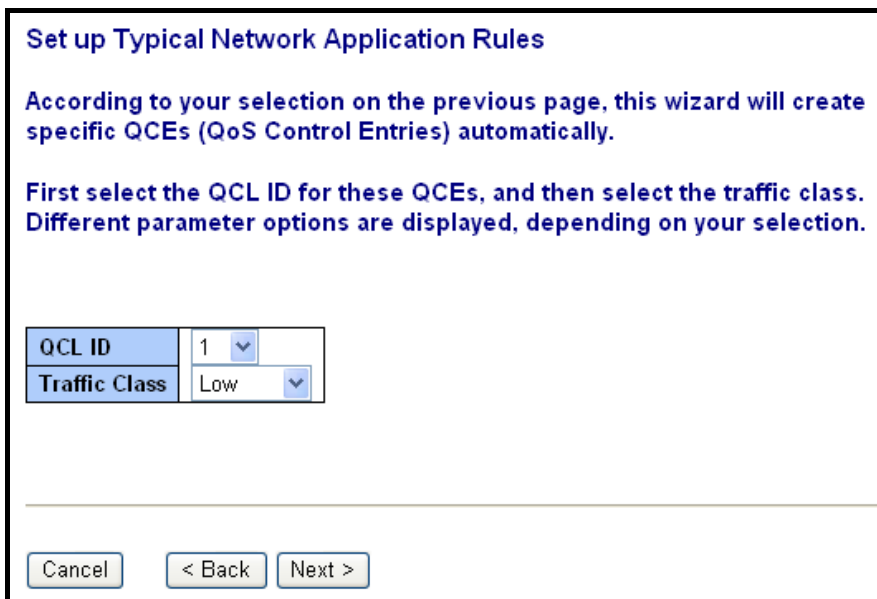 Set up Typical Network Application Rules
According to your selection on the previous page, this wizard will create
specific QCEs (QoS Control Entries) automatically.
First select the QCL ID for these QCEs, and then select the traffic class.
Different parameter options are displayed, depending on your selection.
QCL ID 1
Traffic Class Low
Cancel < Back Next >